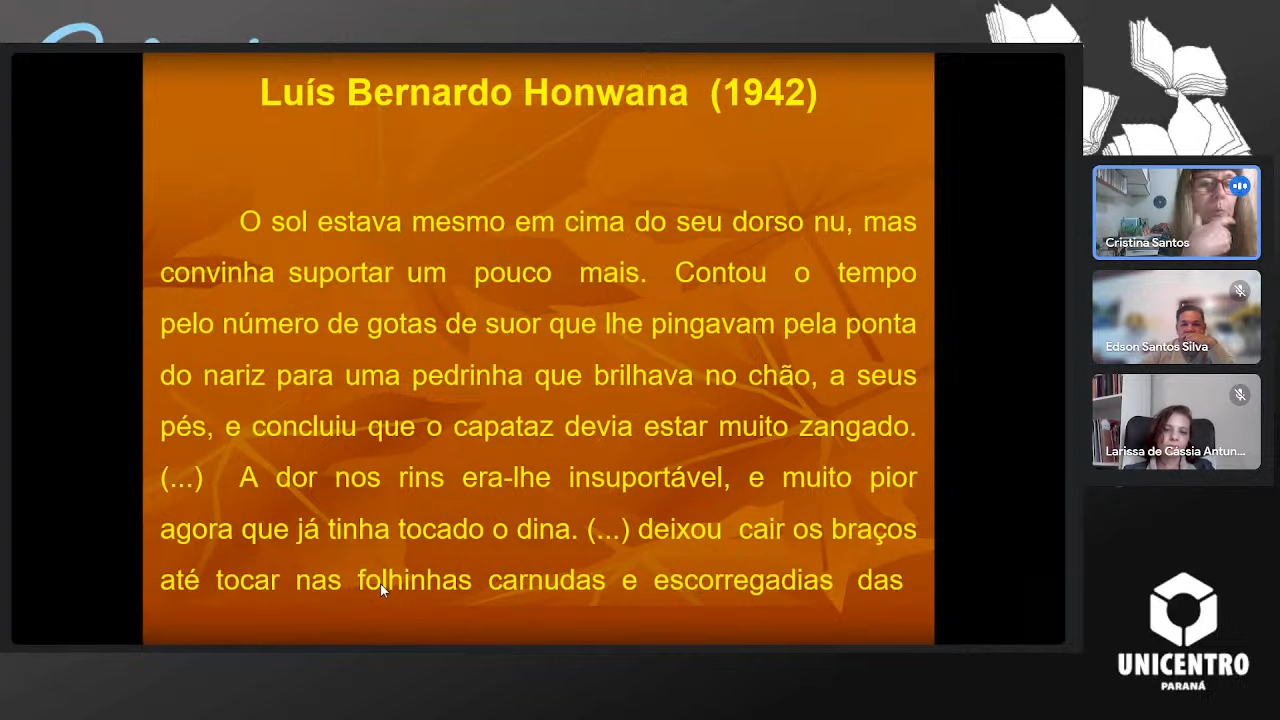 Luís Bernardo Honwana (1942)
O sol estava mesmo em cima do seu dorso nu, mas
convinha suportar um pouco mais. Contou o tempo
pelo número de gotas de suor que lhe pingavam pela ponta
do nariz para uma pedrinha que brilhava no chão, a seus
pés, e concluiu que o capataz devia estar muito zangado.
(...) A dor nos rins era-lhe insuportável, e muito pior
agora que já tinha tocado o dina. (...) deixou cair os braços
até tocar nas folhinhas carnudas e escorregadias das
Cristina Santos
Edson Santos Silva
Larissa de Cássia Antun...
UNICENTRO
PARANÁ